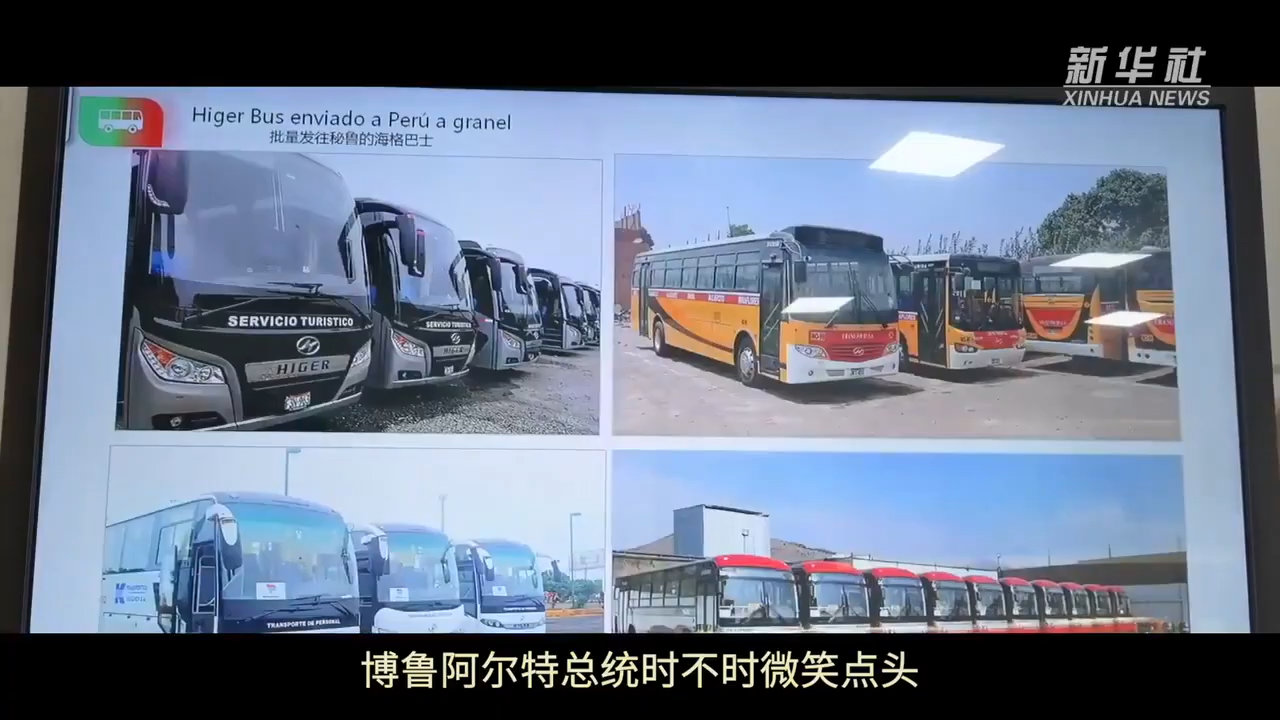 新华社
XINHUA NEWS
Higer Bus enviado a Perú a granel
批量发往秘鲁的海格巴士
SERVICIO TURISTICO
HIGER
SERVICIO TURISTICO
HIGER
TRANSPORTE DE PERSONAL
博鲁阿尔特总统时不时微笑点头